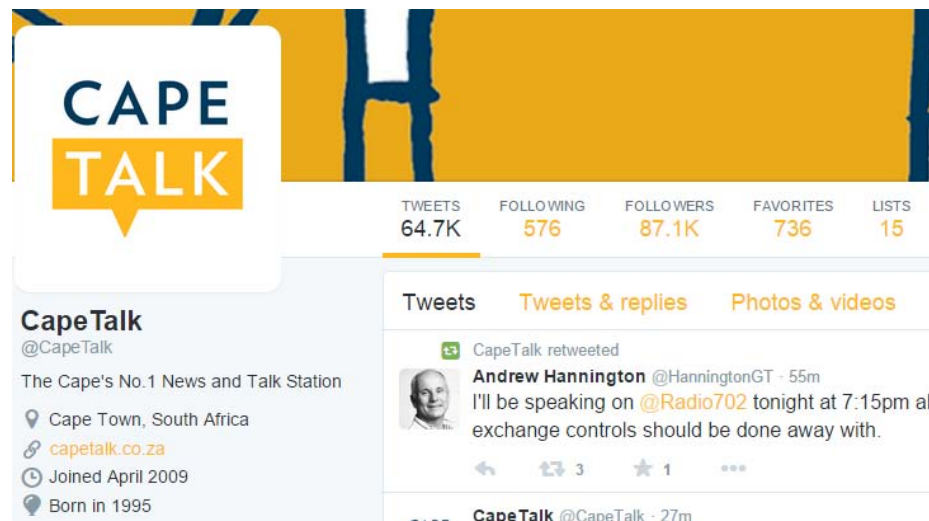 CAPE
TALK
TWEETS FOLLOWING FOLLOWERS FAVORITES LISTS
64.7K 576 87.1K 736 15
CapeTalk
@CapeTalk
The Cape's No.1 News and Talk Station
Cape Town, South Africa
capetalk.co.za
Joined April 2009
Born in 1995
Tweets Tweets & replies Photos & videos
CapeTalk retweeted
Andrew Hannington @HanningtonGT · 55m
I'll be speaking on @Radio702 tonight at 7:15pm
exchange controls should be done away with.
3 1
CapeTalk @CapeTalk · 27m